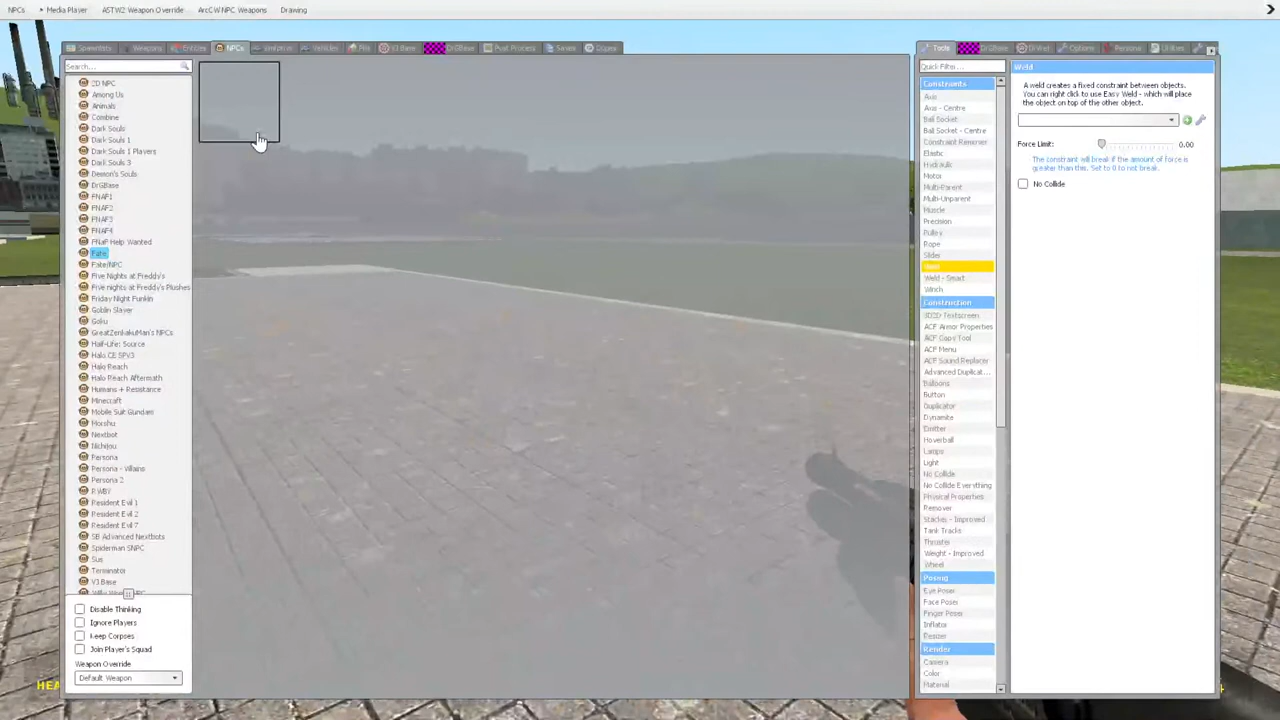 NPCs
Media Player
ASTW2 Weapon Override
ArcCW NPC Weapons
Drawing
Spawnlists
Weapons
Entities
NPCs
Vehicles
Post Process
Saves
Dupes
Search...
2D NPC
Among Us
Animals
Combine
Dark Souls
Dark Souls 1
Dark Souls 1 Players
Dark Souls 3
Demon's Souls
DrGBase
FNAF1
FNAF2
FNAF3
FNAF4
FNaF Help Wanted
Fate
Fate/NPC
Five Nights at Freddy's
Five nights at Freddy's Plushes
Friday Night Funkin
Goblin Slayer
Goku
GreatZenkakuMan's NPCs
Half-Life: Source
Halo CE SPV3
Halo Reach
Halo Reach Aftermath
Humans + Resistance
Minecraft
Mobile Suit Gundam
Nextbot
Nichijou
Persona
Persona - Villains
Persona 2
RWBY
Resident Evil 1
Resident Evil 2
Resident Evil 7
SB Advanced Nextbots
Spiderman SNPC
Sus
Terminator
VJ Base
Disable Thinking
Ignore Players
Keep Corpses
Join Player's Squad
Weapon Override
Default Weapon
Tools
DrGBase
DrVrej
Options
Persona
Utilities
Quick Filter...
Constraints
Axis
Axis - Centre
Ball Socket
Ball Socket - Centre
Constraint Remover
Elastic
Hydraulic
Motor
Multi-Parent
Multi-Unparent
Muscle
Precision
Pulley
Rope
Slider
Weld
Weld - Smart
Winch
Construction
3D2D Textscreen
ACF Armor Properties
ACF Copy Tool
ACF Menu
ACF Sound Replacer
Advanced Duplicat...
Balloons
Button
Duplicator
Dynamite
Emitter
Hoverball
Lamps
Light
No Collide
No Collide Everything
Physical Properties
Remover
Stacker - Improved
Tank Tracks
Thruster
Weight - Improved
Wheel
Posing
Eye Poser
Face Poser
Finger Poser
Inflator
Resizer
Render
Camera
Color
Material
Weld
A weld creates a fixed constraint between objects.
You can right click to use Easy Weld - which will place
the object on top of the other object.
Force Limit:
0.00
The constraint will break if the amount of force is
greater than this. Set to 0 to not break.
No Collide
HEA